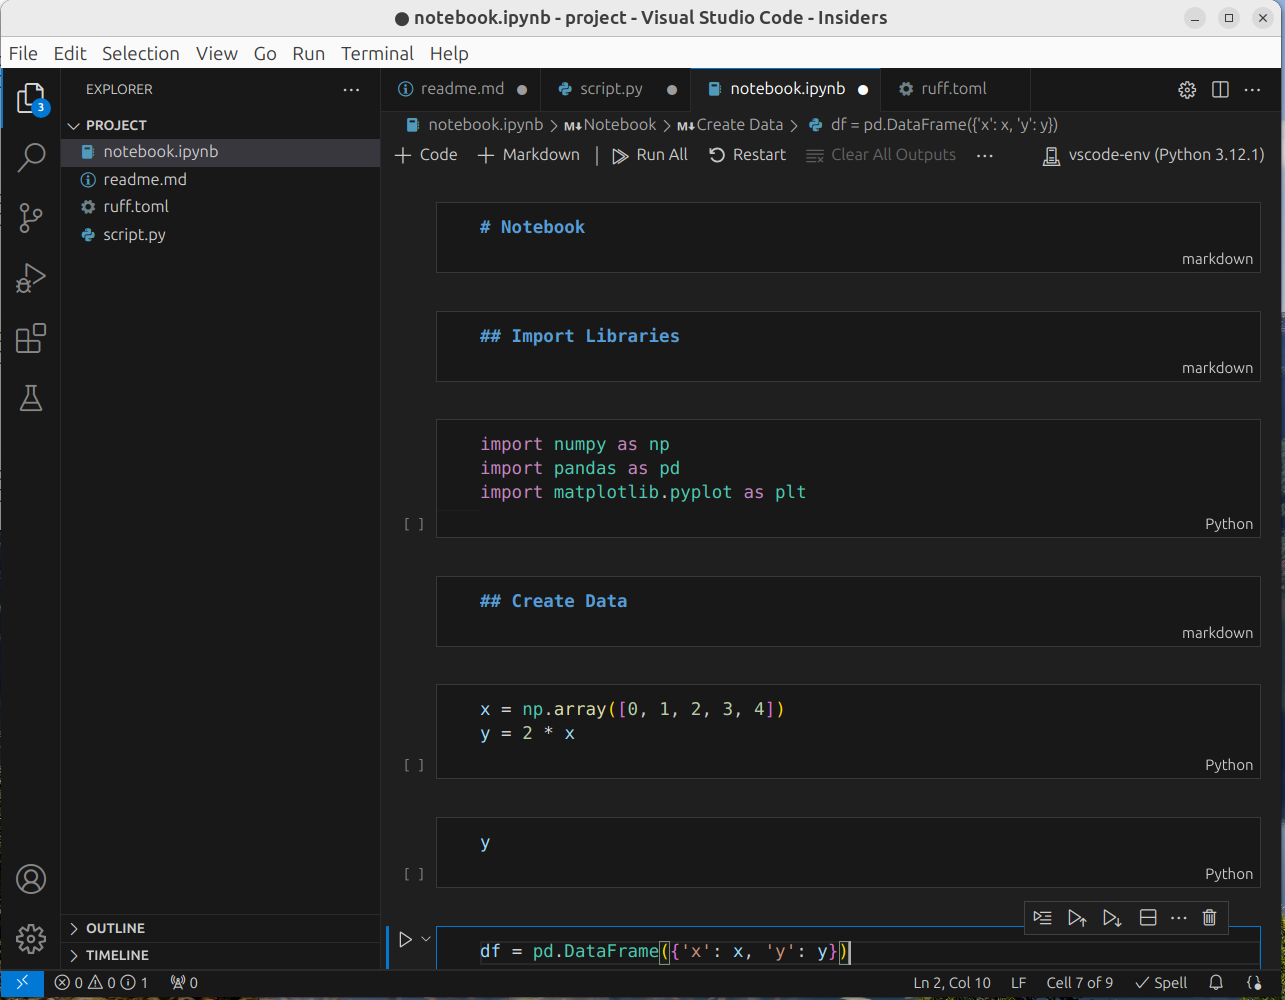 notebook.ipynb - project - Visual Studio Code - Insiders
File Edit Selection View Go Run Terminal Help
3
EXPLORER
PROJECT
notebook.ipynb
readme.md
ruff.toml
script.py
OUTLINE
TIMELINE
readme.md script.py notebook.ipynb ruff.toml
notebook.ipynb > M↓Notebook > M↓Create Data > df = pd.DataFrame({'x': x, 'y': y})
+ Code + Markdown | Run All Restart Clear All Outputs ... vscode-env (Python 3.12.1)
# Notebook
markdown
## Import Libraries
markdown
import numpy as np
import pandas as pd
import matplotlib.pyplot as plt
[ ] Python
## Create Data
markdown
x = np.array([0, 1, 2, 3, 4])
y = 2 * x
[ ] Python
y
[ ] Python
df = pd.DataFrame({'x': x, 'y': y})
0 0 1 0 Ln 2, Col 10 LF Cell 7 of 9 Spell